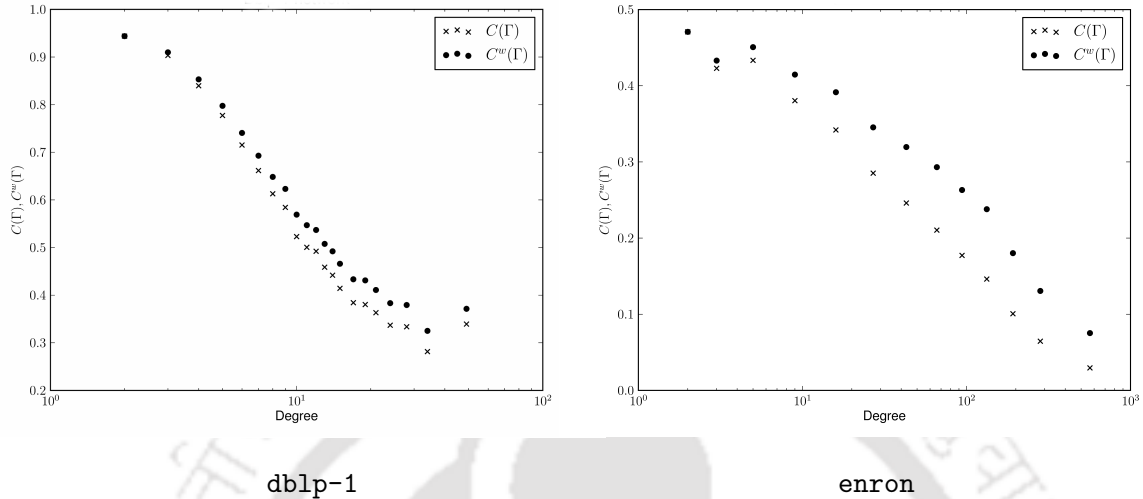 1.0
0.9
0.8
0.7
0.6
0.5
0.4
0.3
0.2
C(Γ), C^w(Γ)
× × × C(Γ)
● ● ● C^w(Γ)
10^0 10^1 10^2
Degree
0.5
0.4
0.3
0.2
0.1
0.0
C(Γ), C^w(Γ)
× × × C(Γ)
● ● ● C^w(Γ)
10^0 10^1 10^2 10^3
Degree
dblp-1 enron